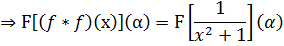 ⇒F[(f * f)(x)](α) = F[1/(x²+1)](α)